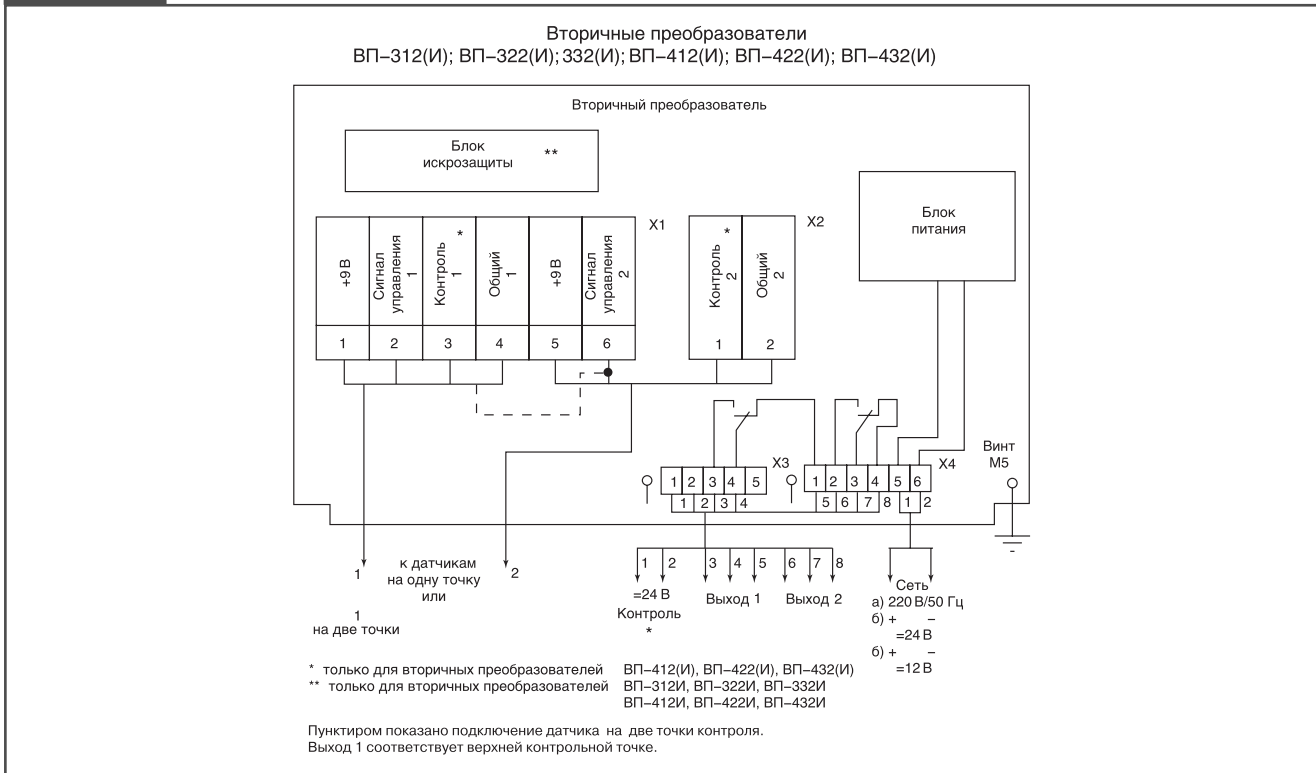 Вторичные преобразователи
ВП–312(И); ВП–322(И); 332(И); ВП–412(И); ВП–422(И); ВП–432(И)
Вторичный преобразователь
Блок
искрозащиты **
Блок
питания
X1
+9 В
Сигнал
управления
1
Контроль
1
*
Общий
1
+9 В
Сигнал
управления
2
1 2 3 4 5 6
X2
Контроль
2
*
Общий
2
1 2
X3
1 2 3 4 5
1 2 3 4
X4
1 2 3 4 5 6
5 6 7 8 1 2
Винт
М5
1
к датчикам
на одну точку
или
2
1
на две точки
1 2 3 4 5 6 7 8
=24 В
Контроль
*
Выход 1
Выход 2
Сеть
а) 220 В/50 Гц
б) + –
=24 В
б) + –
=12 В
* только для вторичных преобразователей ВП–412(И), ВП–422(И), ВП–432(И)
** только для вторичных преобразователей ВП–312И, ВП–322И, ВП–332И
ВП–412И, ВП–422И, ВП–432И
Пунктиром показано подключение датчика на две точки контроля.
Выход 1 соответствует верхней контрольной точке.